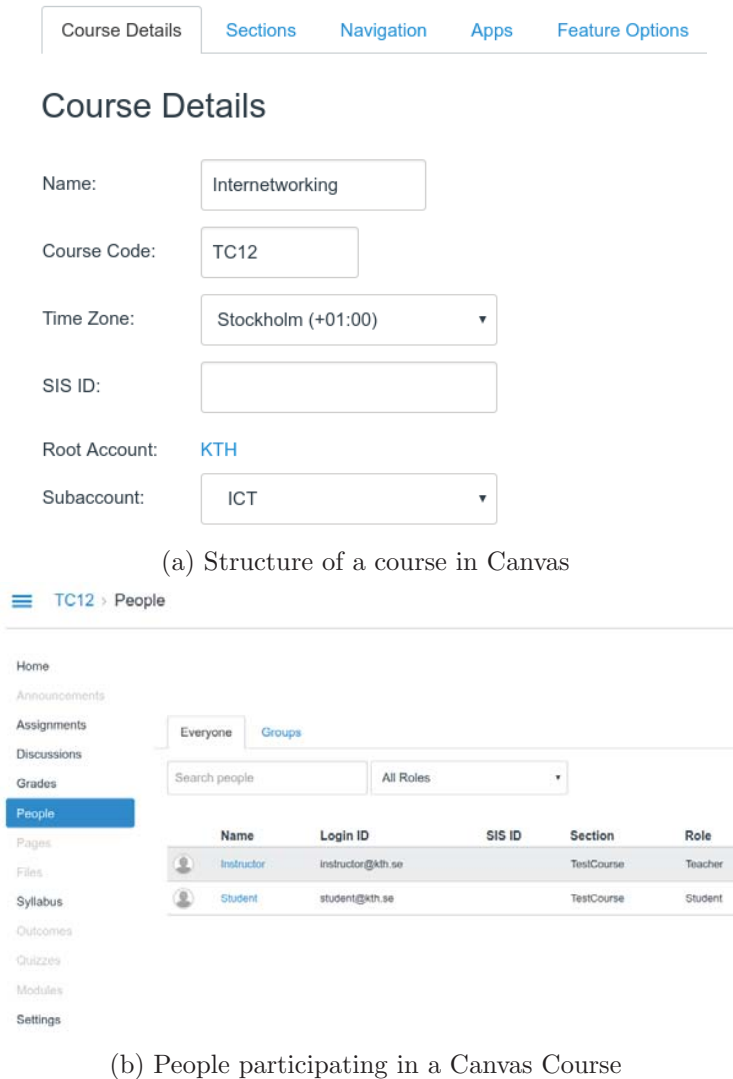 Course Details Sections Navigation Apps Feature Options
Course Details
Name: Internetworking
Course Code: TC12
Time Zone: Stockholm (+01:00)
SIS ID:
Root Account: KTH
Subaccount: ICT
(a) Structure of a course in Canvas
TC12 › People
Home
Announcements
Assignments
Everyone Groups
Discussions
Search people All Roles
Grades
People
Name Login ID SIS ID Section Role
Pages
Instructor instructor@kth.se TestCourse Teacher
Files
Student student@kth.se TestCourse Student
Syllabus
Outcomes
Quizzes
Modules
Settings
(b) People participating in a Canvas Course